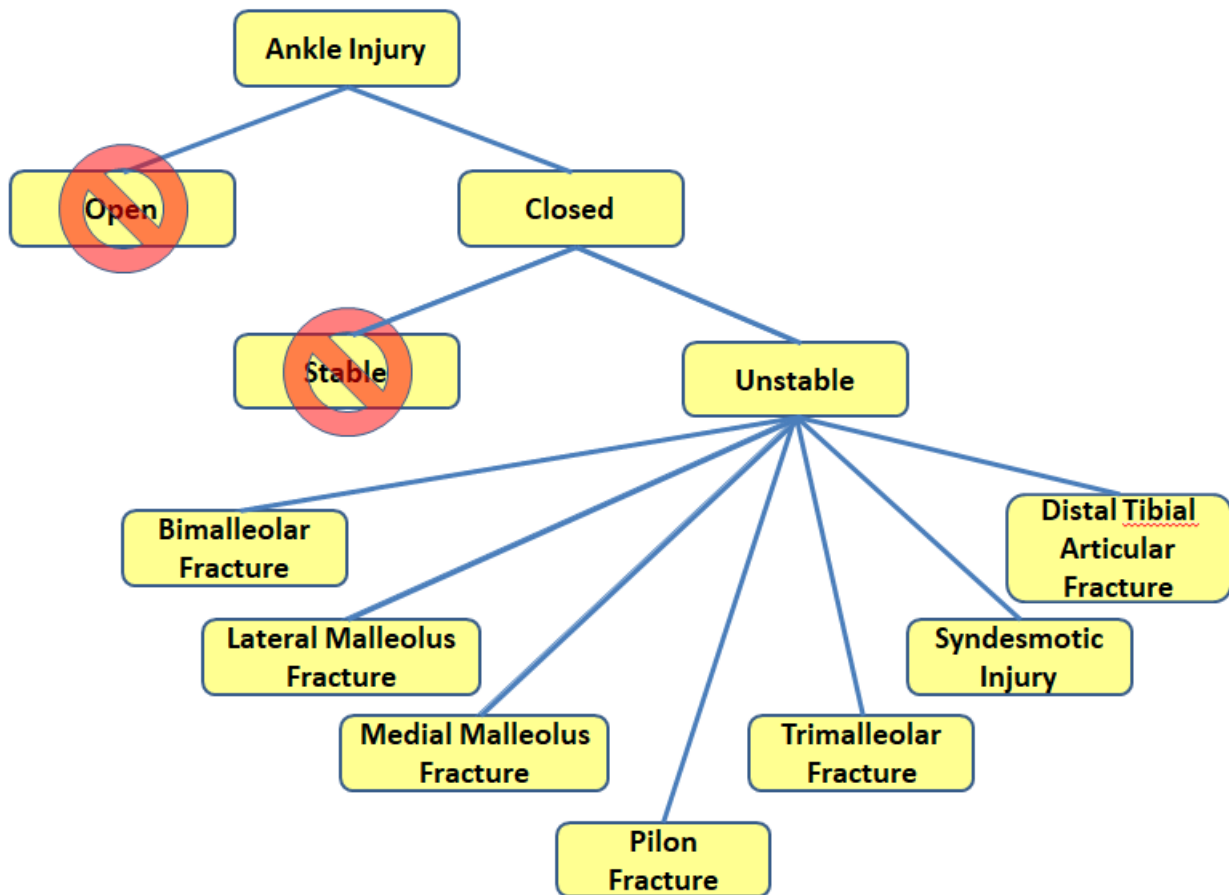 Ankle Injury
Open
Closed
Stable
Unstable
Bimalleolar
Fracture
Lateral Malleolus
Fracture
Medial Malleolus
Fracture
Pilon
Fracture
Trimalleolar
Fracture
Syndesmotic
Injury
Distal Tibial
Articular
Fracture